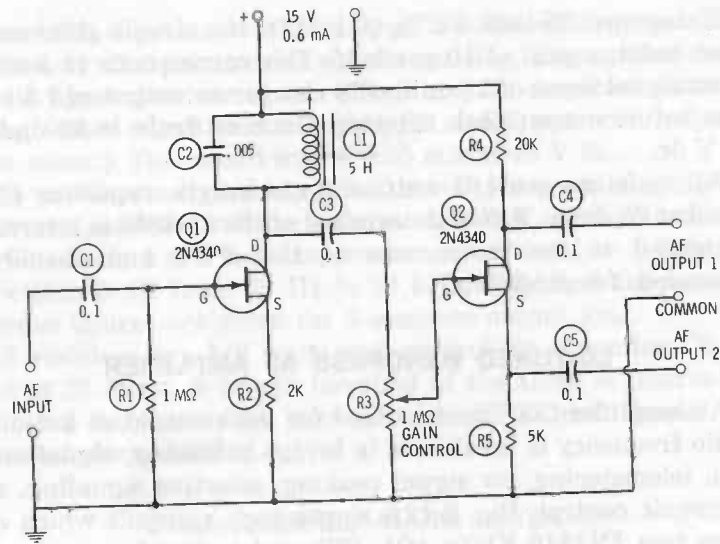 + 15 V
0.6 mA
C2 .005
L1
5 H
R4 20K
C3
0.1
C4
0.1
Q1
2N4340
D
G
S
Q2
2N4340
D
G
S
C1
0.1
AF
OUTPUT 1
COMMON
AF
OUTPUT 2
C5
0.1
AF
INPUT
R1 1 MΩ
R2 2K
R3
1 MΩ
GAIN
CONTROL
R5 5K